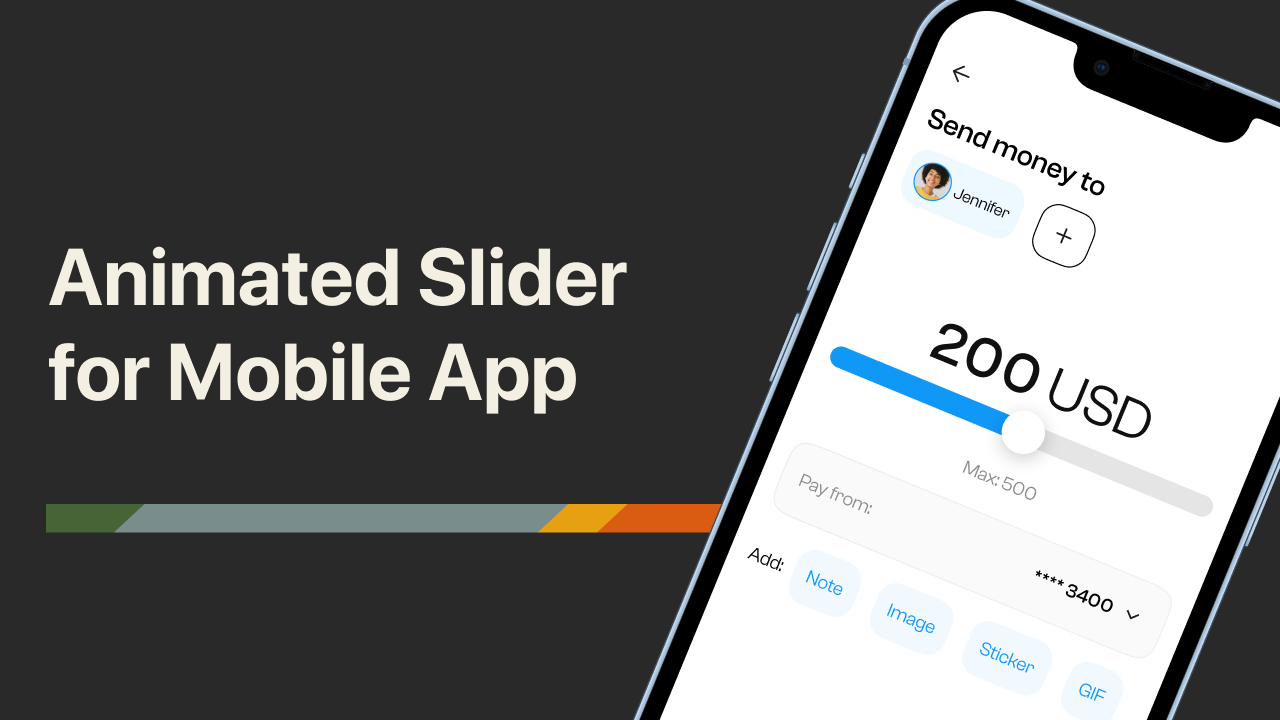 Animated Slider
for Mobile App
Send money to
Jennifer
200 USD
Max: 500
Pay from:
****3400
Add:
Note
Image
Sticker
GIF